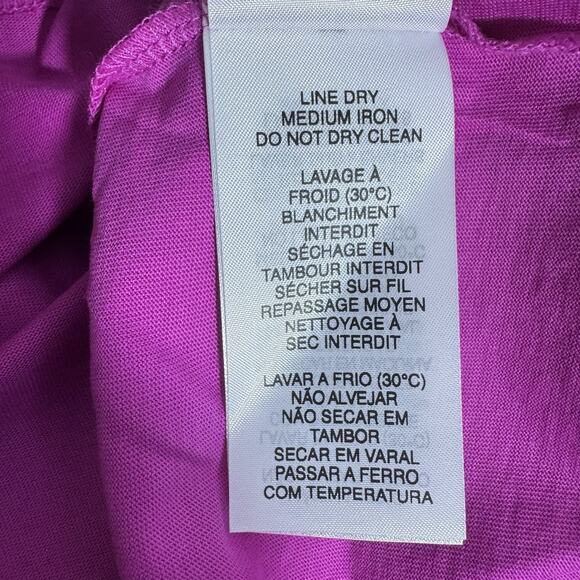 LINE DRY
MEDIUM IRON
DO NOT DRY CLEAN
LAVAGE À
FROID (30°C)
BLANCHIMENT
INTERDIT
SÉCHAGE EN
TAMBOUR INTERDIT
SÉCHER SUR FIL
REPASSAGE MOYEN
NETTOYAGE À
SEC INTERDIT
LAVAR A FRIO (30°C)
NÃO ALVEJAR
NÃO SECAR EM
TAMBOR
SECAR EM VARAL
PASSAR A FERRO
COM TEMPERATURA